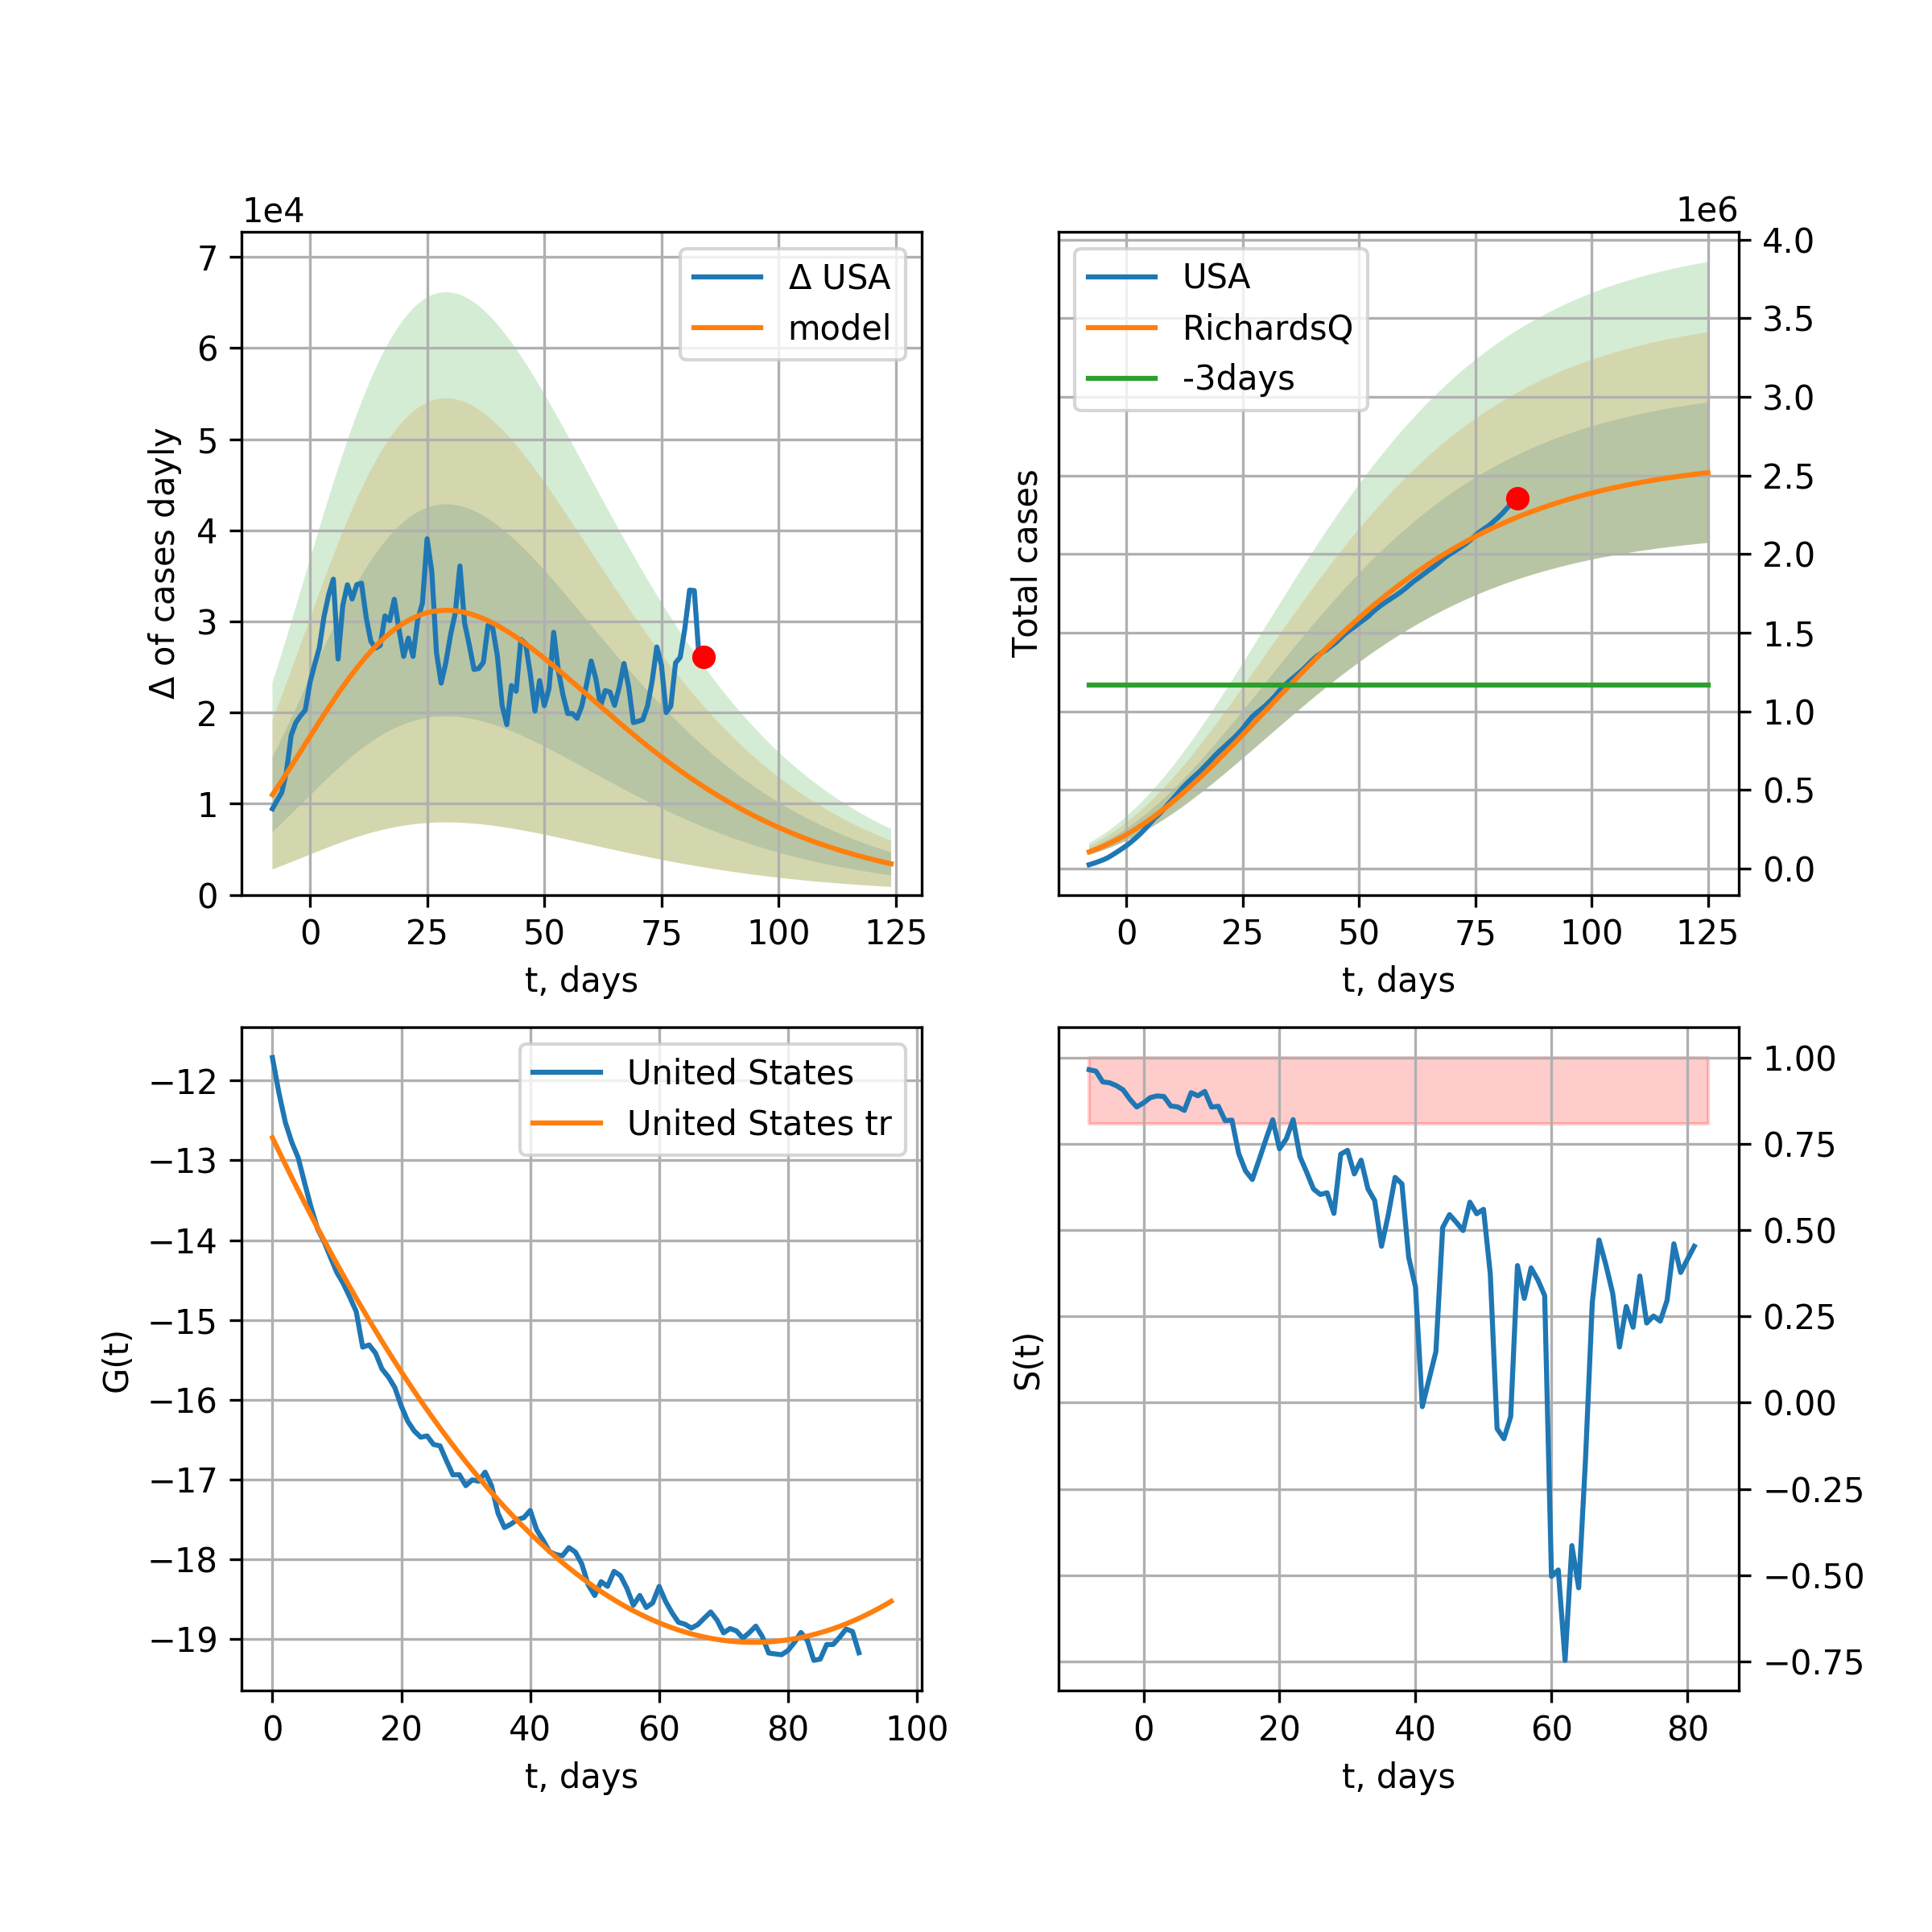 1e4
7
6
5
4
3
2
1
0
Δ of cases dayly
Δ USA
model
0 25 50 75 100 125
t, days
1e6
4.0
3.5
3.0
2.5
2.0
1.5
1.0
0.5
0.0
Total cases
USA
RichardsQ
-3days
0 25 50 75 100 125
t, days
−12
−13
−14
−15
−16
−17
−18
−19
G(t)
United States
United States tr
0 20 40 60 80 100
t, days
1.00
0.75
0.50
0.25
0.00
−0.25
−0.50
−0.75
S(t)
0 20 40 60 80
t, days